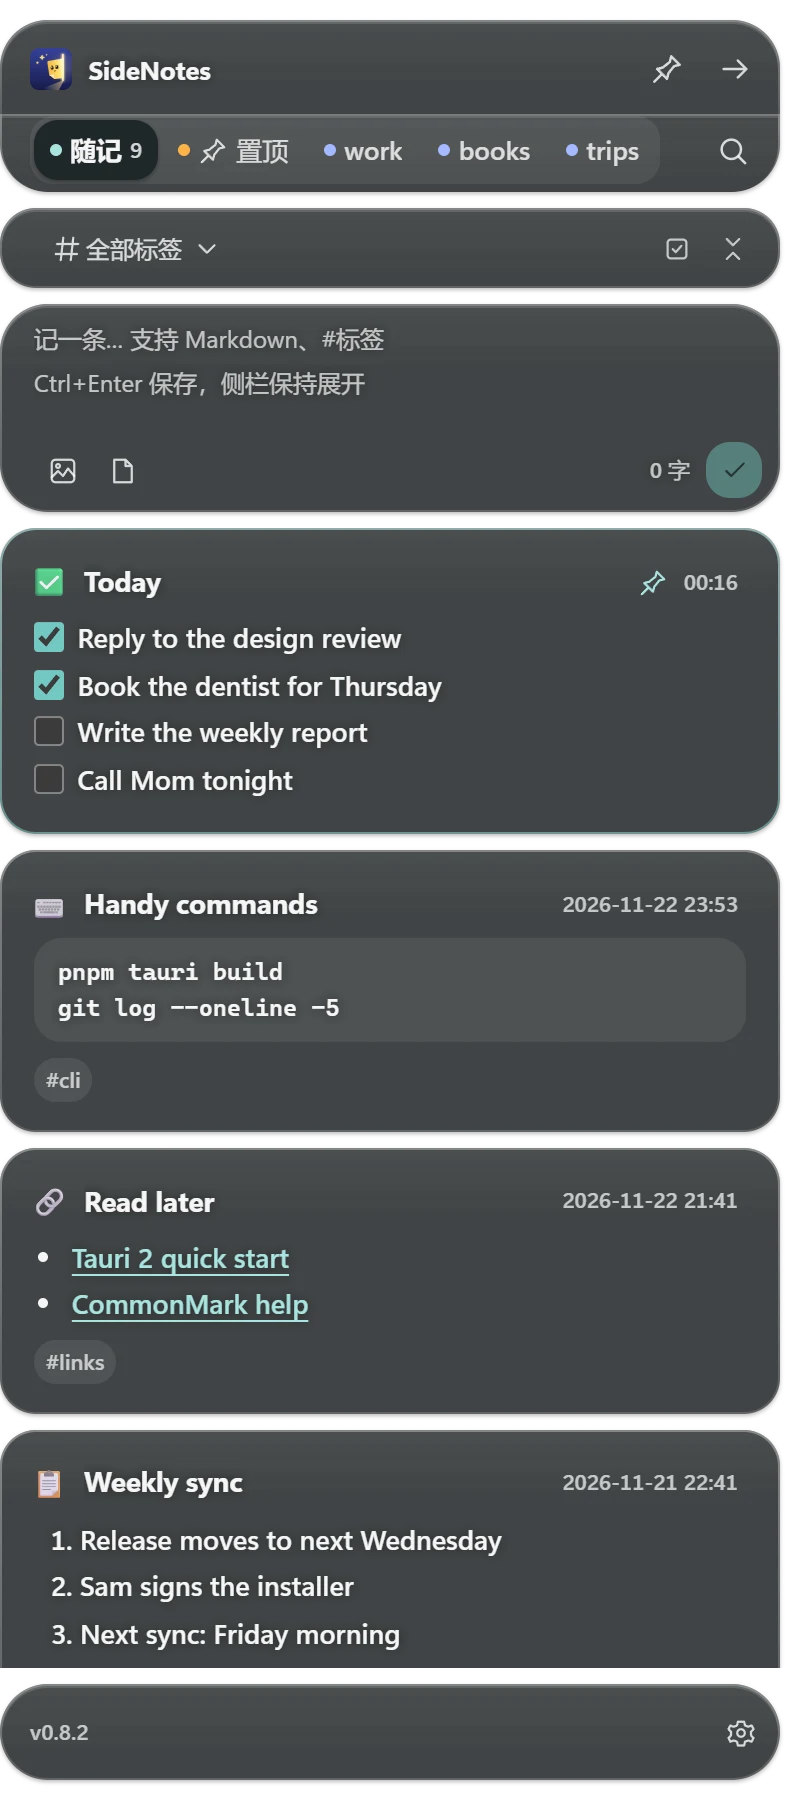 SideNotes
随记 9 置顶 work books trips
# 全部标签
记一条... 支持 Markdown、#标签
Ctrl+Enter 保存，侧栏保持展开
0 字
Today 00:16
Reply to the design review
Book the dentist for Thursday
Write the weekly report
Call Mom tonight
Handy commands 2026-11-22 23:53
pnpm tauri build
git log --oneline -5
#cli
Read later 2026-11-22 21:41
• Tauri 2 quick start
• CommonMark help
#links
Weekly sync 2026-11-21 22:41
1. Release moves to next Wednesday
2. Sam signs the installer
3. Next sync: Friday morning
v0.8.2